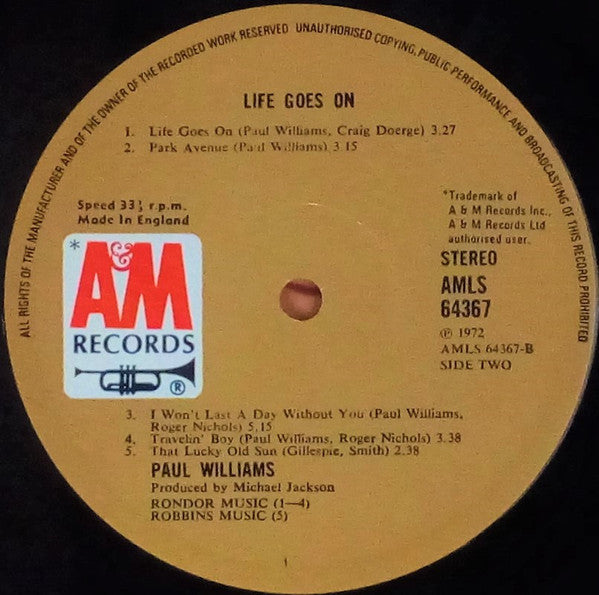 ALL RIGHTS OF THE MANUFACTURER AND OF THE OWNER OF THE RECORDED WORK RESERVED UNAUTHORISED COPYING, PUBLIC PERFORMANCE AND BROADCASTING OF THIS RECORD PROHIBITED
LIFE GOES ON
1. Life Goes On (Paul Williams, Craig Doerge) 3.27
2. Park Avenue (Paul Williams) 3.15
Speed 33⅓ r.p.m.
Made In England
*Trademark of
A & M Records Inc.,
A & M Records Ltd
authorised user.
*
A&M
RECORDS
®
STEREO
AMLS
64367
℗ 1972
AMLS 64367-B
SIDE TWO
3. I Won't Last A Day Without You (Paul Williams,
Roger Nichols) 5.15
4. Travelin' Boy (Paul Williams, Roger Nichols) 3.38
5. That Lucky Old Sun (Gillespie, Smith) 2.38
PAUL WILLIAMS
Produced by Michael Jackson
RONDOR MUSIC (1—4)
ROBBINS MUSIC (5)
1